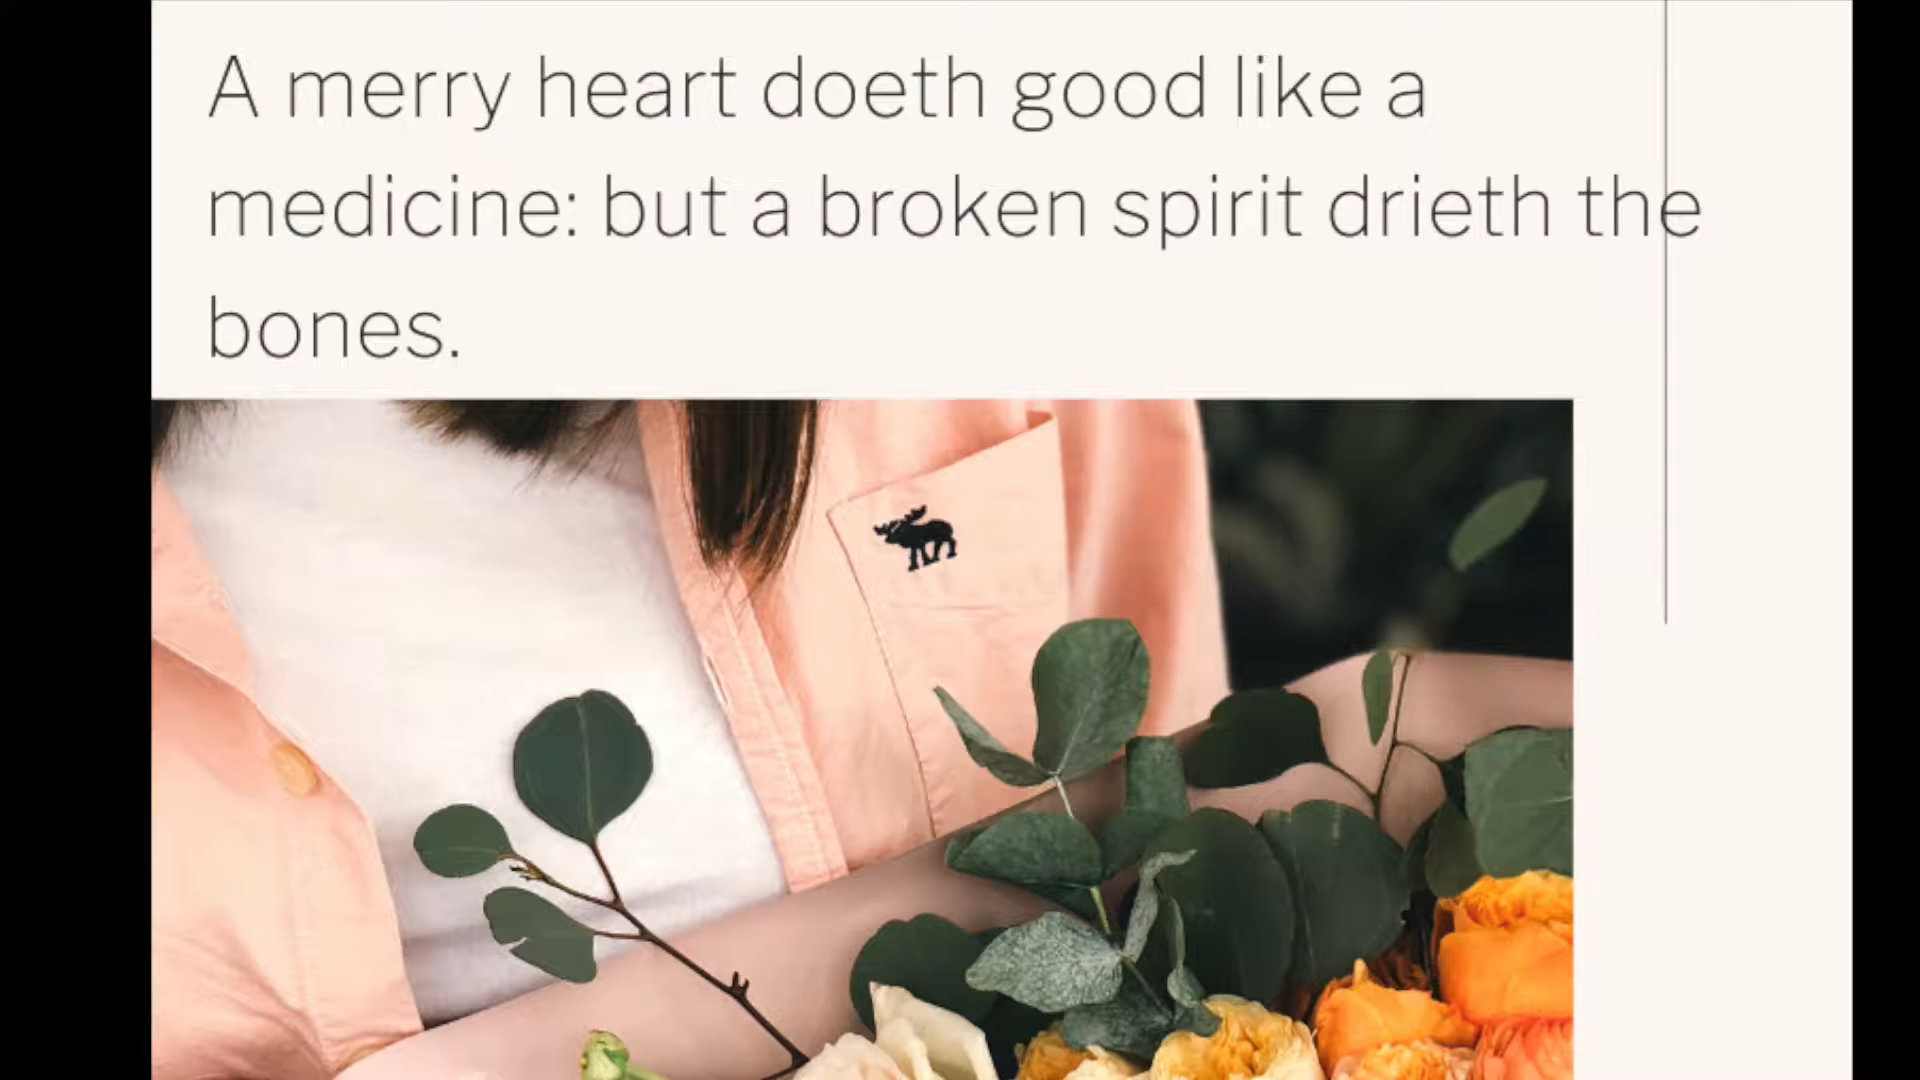 A merry heart doeth good like a
medicine: but a broken spirit drieth the
bones.